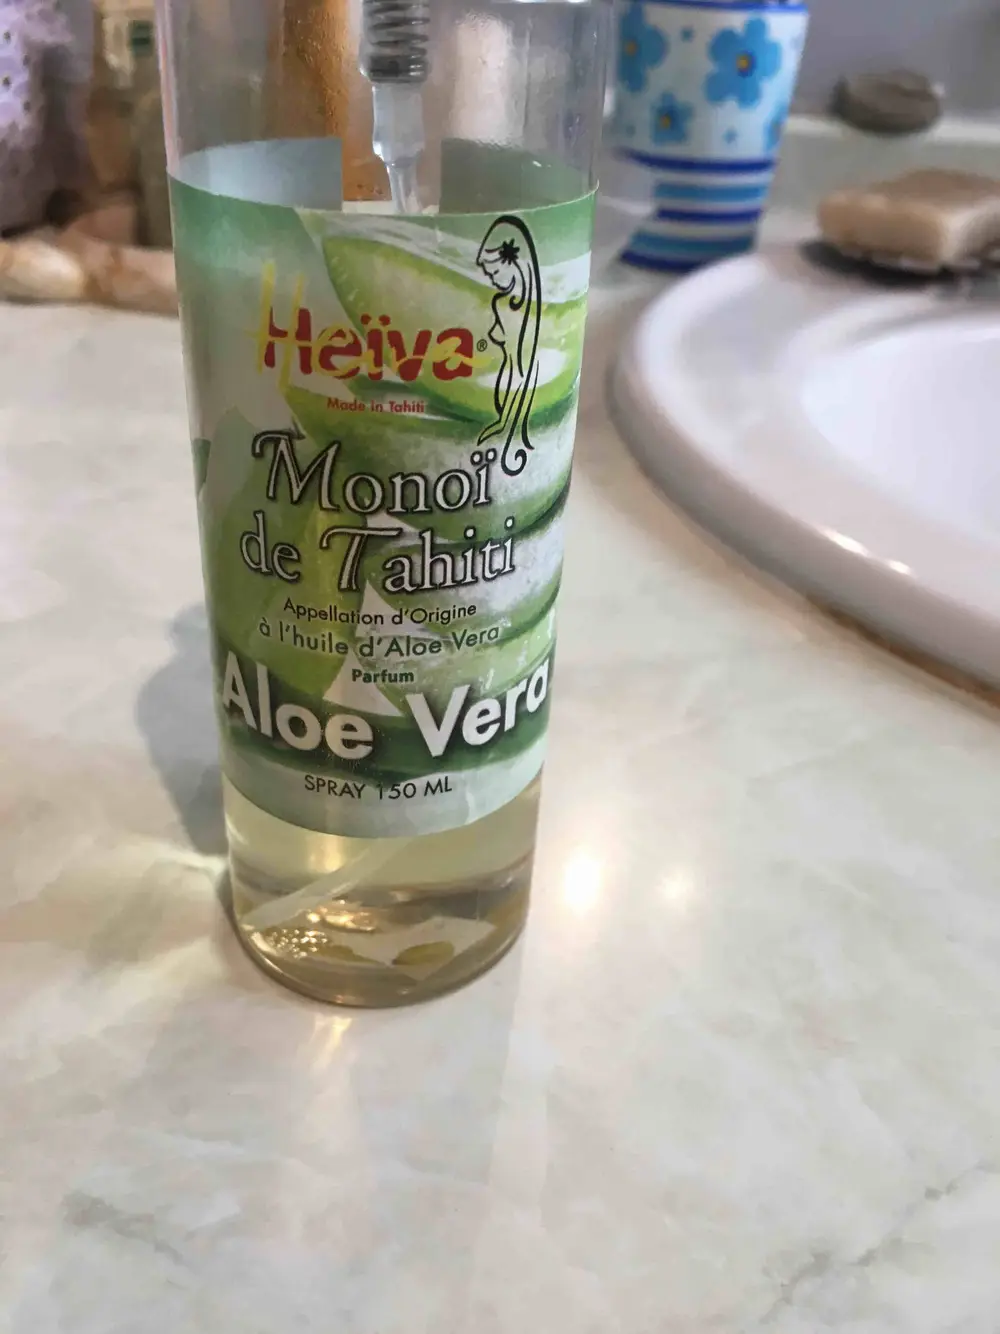 Heïva®
Made in Tahiti
Monoï
de Tahiti
Appellation d'Origine
à l'huile d'Aloe Vera
Parfum
Aloe Vera
SPRAY 150 ML